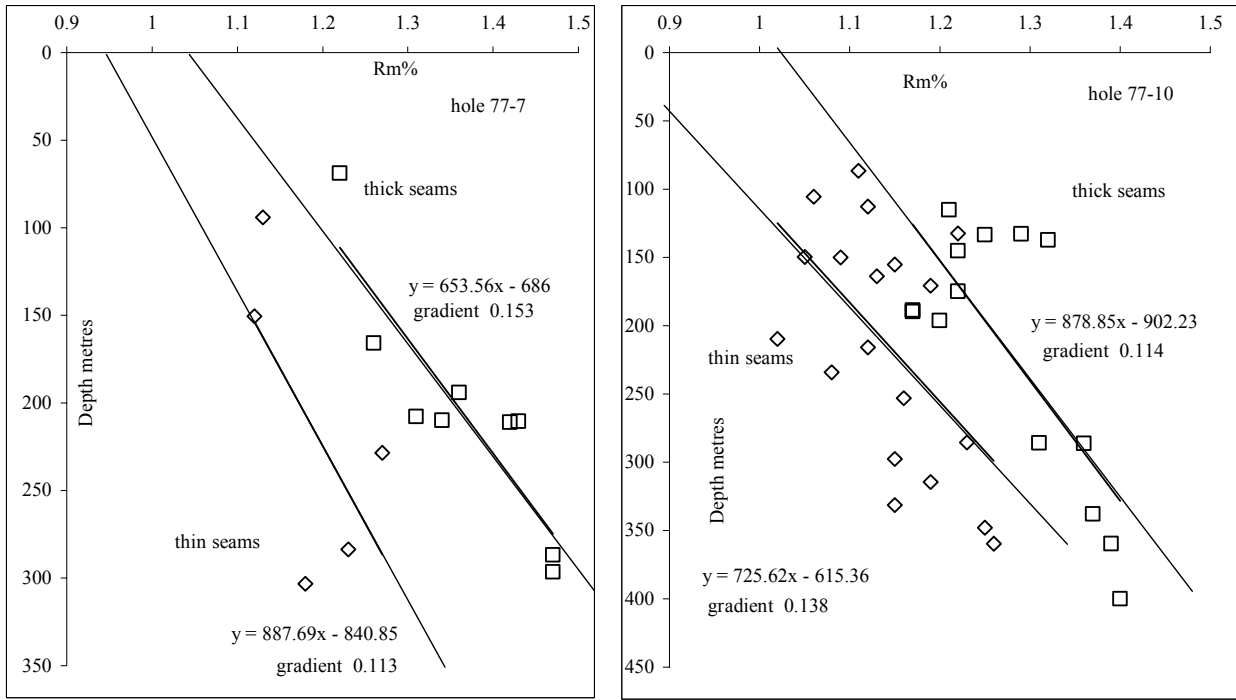 0.9 1 1.1 1.2 1.3 1.4 1.5
0
Rm%
hole 77-7
50
thick seams
100
150
y = 653.56x - 686
gradient 0.153
Depth metres
200
250
thin seams
300
y = 887.69x - 840.85
gradient 0.113
350
0.9 1 1.1 1.2 1.3 1.4 1.5
0
Rm%
hole 77-10
50
100
thick seams
150
200
y = 878.85x - 902.23
gradient 0.114
thin seams
250
300
Depth metres
350
y = 725.62x - 615.36
gradient 0.138
400
450